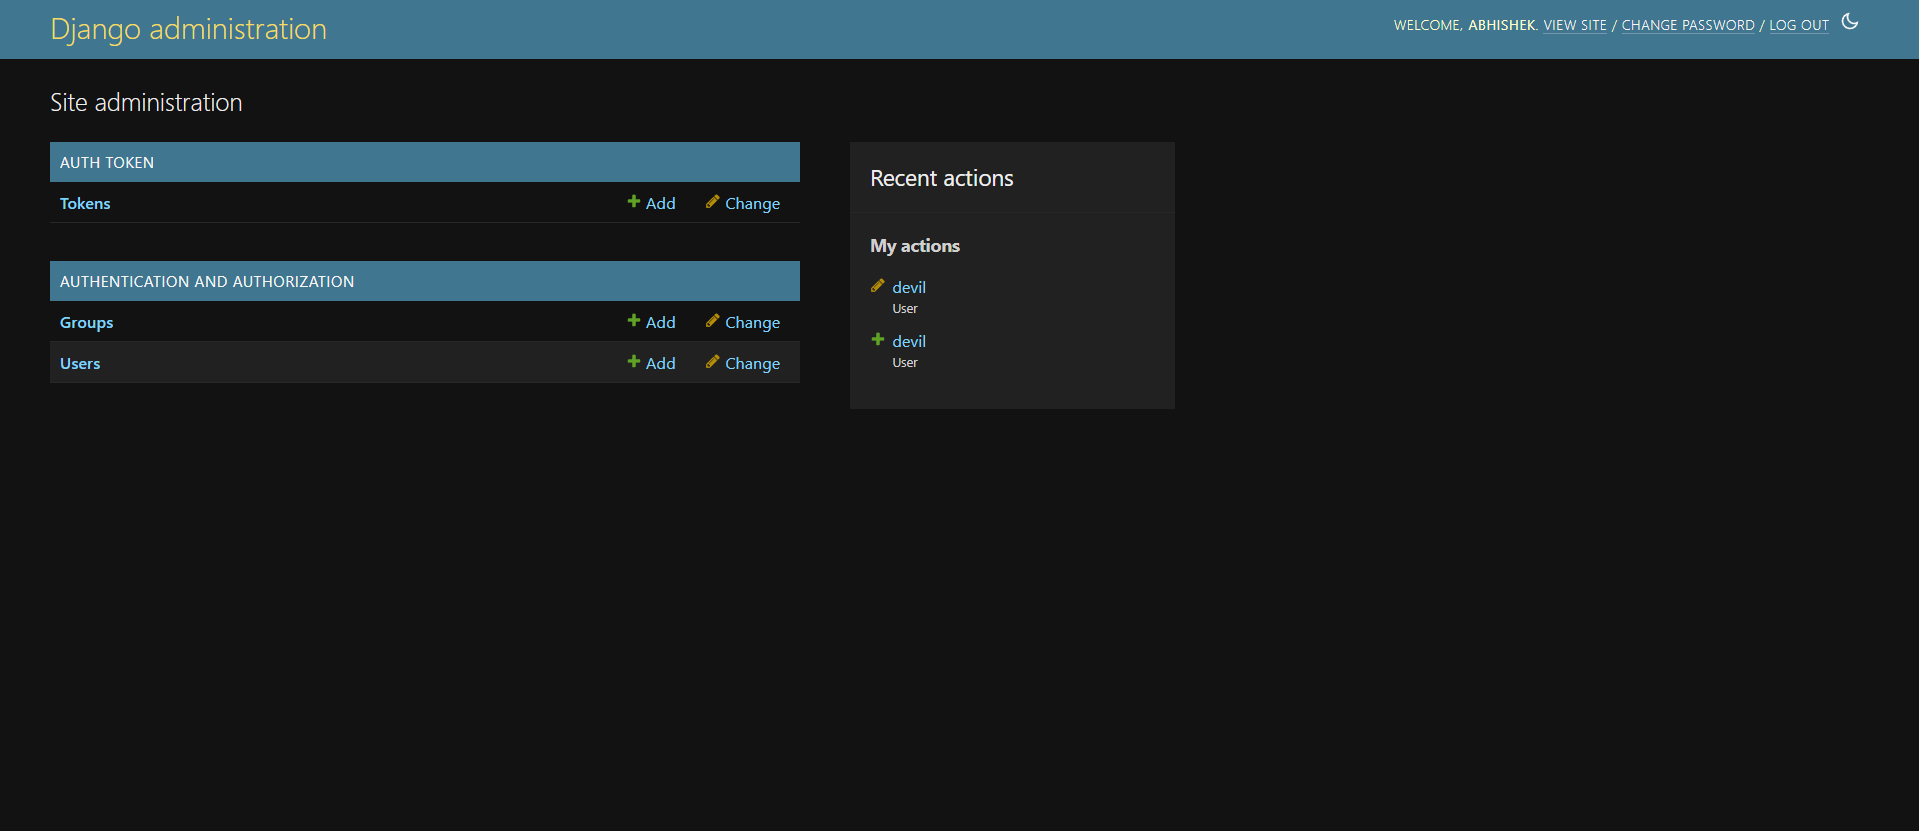 Django administration
WELCOME, ABHISHEK. VIEW SITE / CHANGE PASSWORD / LOG OUT
Site administration
AUTH TOKEN
Tokens Add Change
AUTHENTICATION AND AUTHORIZATION
Groups Add Change
Users Add Change
Recent actions
My actions
devil
User
devil
User